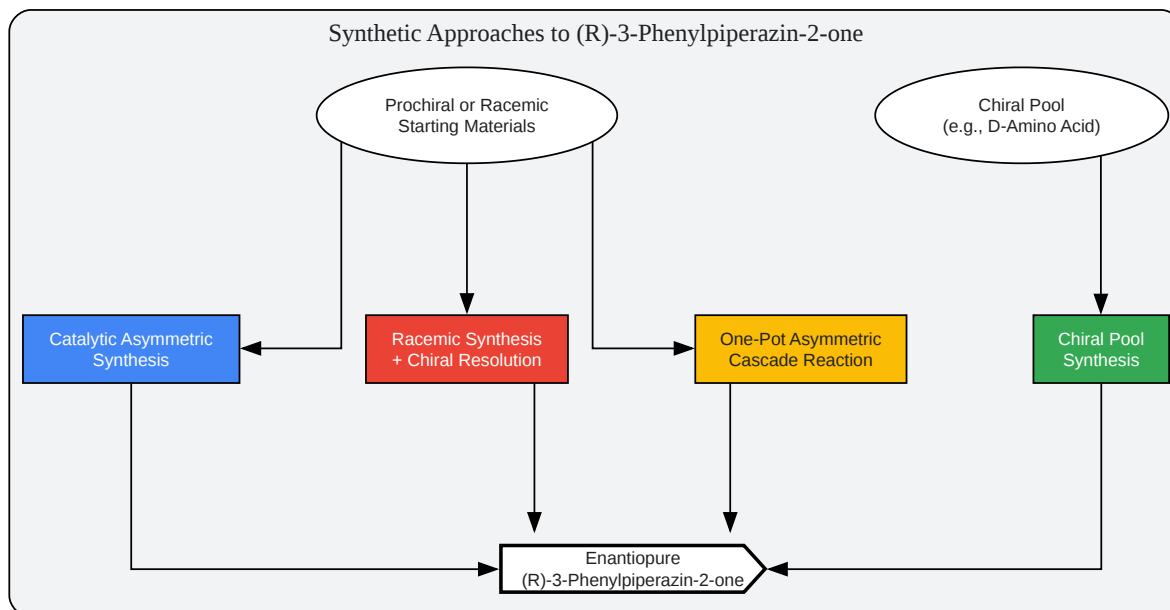 Synthetic Approaches to (R)-3-Phenylpiperazin-2-one
Prochiral or Racemic
Starting Materials
Chiral Pool
(e.g., D-Amino Acid)
Catalytic Asymmetric
Synthesis
Racemic Synthesis
+ Chiral Resolution
One-Pot Asymmetric
Cascade Reaction
Chiral Pool
Synthesis
Enantiopure
(R)-3-Phenylpiperazin-2-one